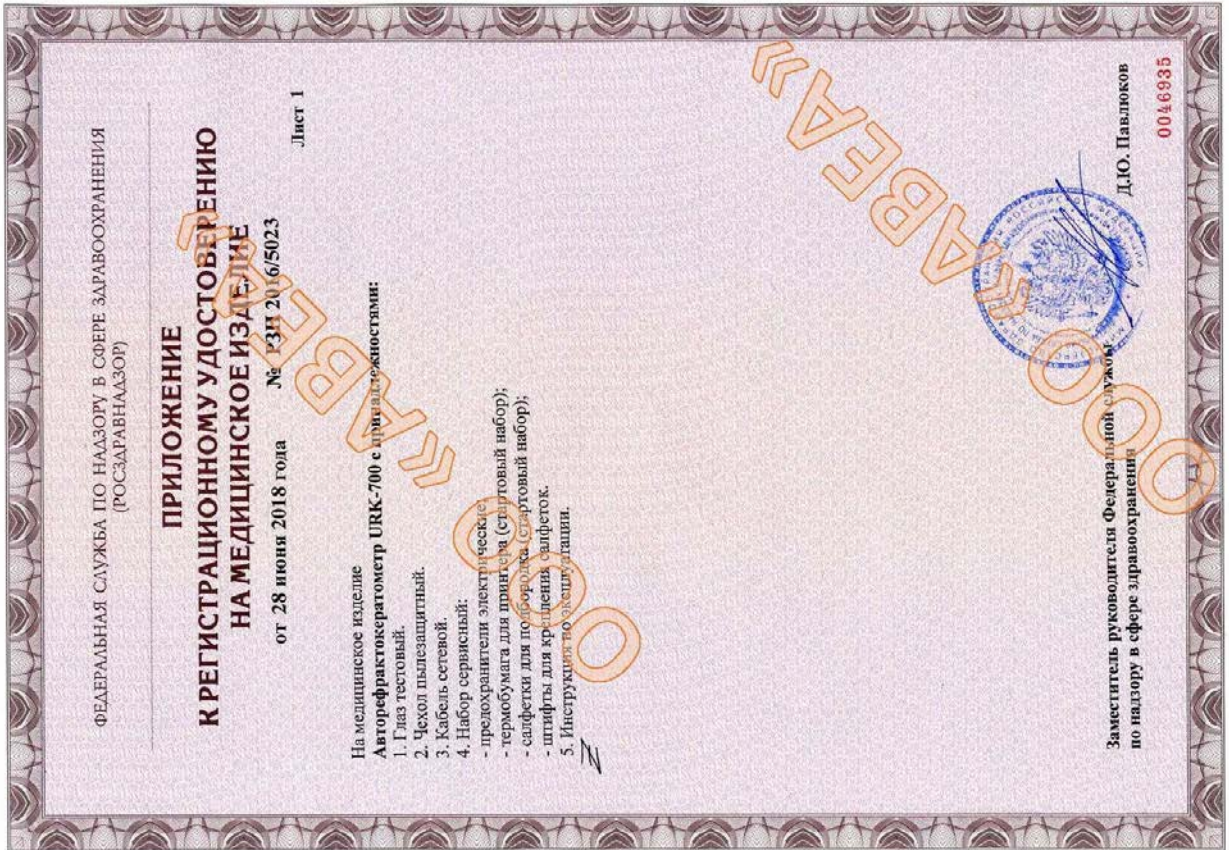 ФЕДЕРАЛЬНАЯ СЛУЖБА ПО НАДЗОРУ В СФЕРЕ ЗДРАВООХРАНЕНИЯ
(РОСЗДРАВНАДЗОР)
ПРИЛОЖЕНИЕ
К РЕГИСТРАЦИОННОМУ УДОСТОВЕРЕНИЮ
НА МЕДИЦИНСКОЕ ИЗДЕЛИЕ
от 28 июня 2018 года № РЗН 2016/5023
Лист 1
На медицинское изделие
Авторефрактокератометр URK-700 с принадлежностями:
1. Глаз тестовый.
2. Чехол пылезащитный.
3. Кабель сетевой.
4. Набор сервисный:
- предохранители электрические;
- термобумага для принтера (стартовый набор);
- салфетки для подбородка (стартовый набор);
- штифты для крепления салфеток.
5. Инструкция по эксплуатации.
Заместитель руководителя Федеральной службы
по надзору в сфере здравоохранения
Д.Ю. Павлюков
0046935
ООО «АВЕА»
ООО «АВЕА»